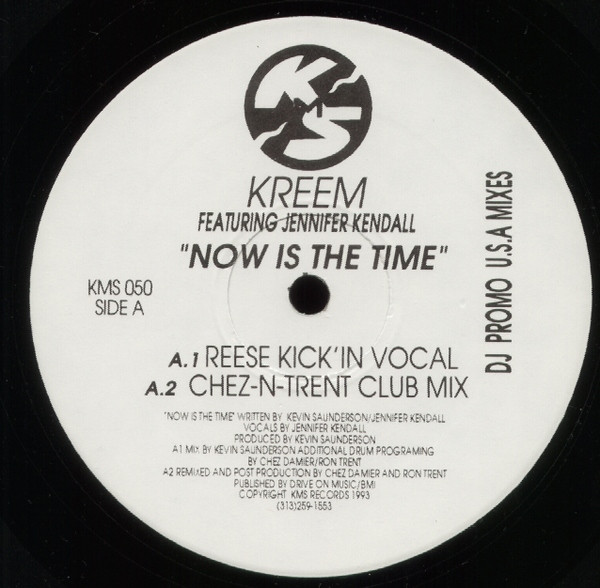 KMS
KREEM
FEATURING JENNIFER KENDALL
"NOW IS THE TIME"
KMS 050
SIDE A
DJ PROMO U.S.A MIXES
A.1 REESE KICK'IN VOCAL
A.2 CHEZ-N-TRENT CLUB MIX
"NOW IS THE TIME" WRITTEN BY KEVIN SAUNDERSON/JENNIFER KENDALL
VOCALS BY JENNIFER KENDALL
PRODUCED BY KEVIN SAUNDERSON
A1 MIX BY KEVIN SAUNDERSON ADDITIONAL DRUM PROGRAMING
BY CHEZ DAMIER/RON TRENT
A2 REMIXED AND POST PRODUCTION BY CHEZ DAMIER AND RON TRENT
PUBLISHED BY DRIVE ON MUSIC/BMI
COPYRIGHT KMS RECORDS 1993
(313)259-1553